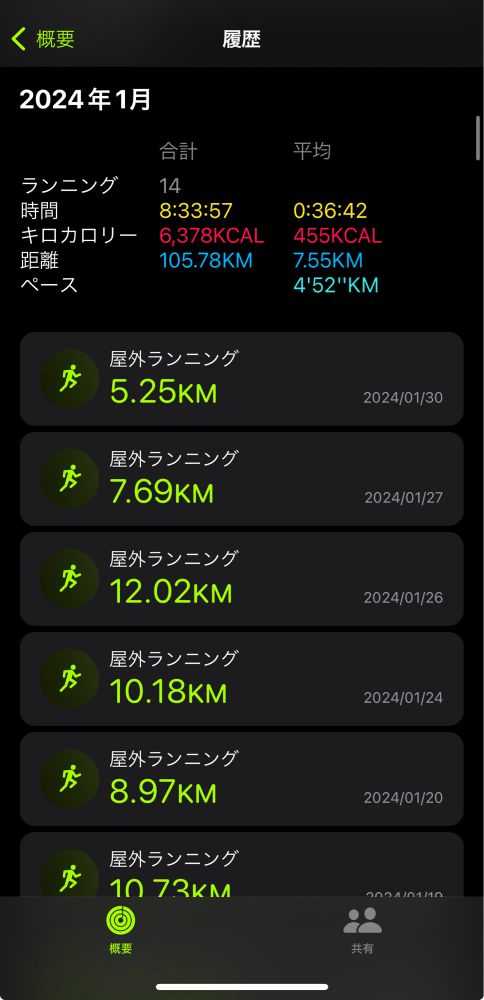 概要
履歴
2024年1月
合計 平均
ランニング 14
時間 8:33:57 0:36:42
キロカロリー 6,378KCAL 455KCAL
距離 105.78KM 7.55KM
ペース 4'52''KM
屋外ランニング
5.25KM
2024/01/30
屋外ランニング
7.69KM
2024/01/27
屋外ランニング
12.02KM
2024/01/26
屋外ランニング
10.18KM
2024/01/24
屋外ランニング
8.97KM
2024/01/20
屋外ランニング
10.73KM
2024/01/19
概要
共有